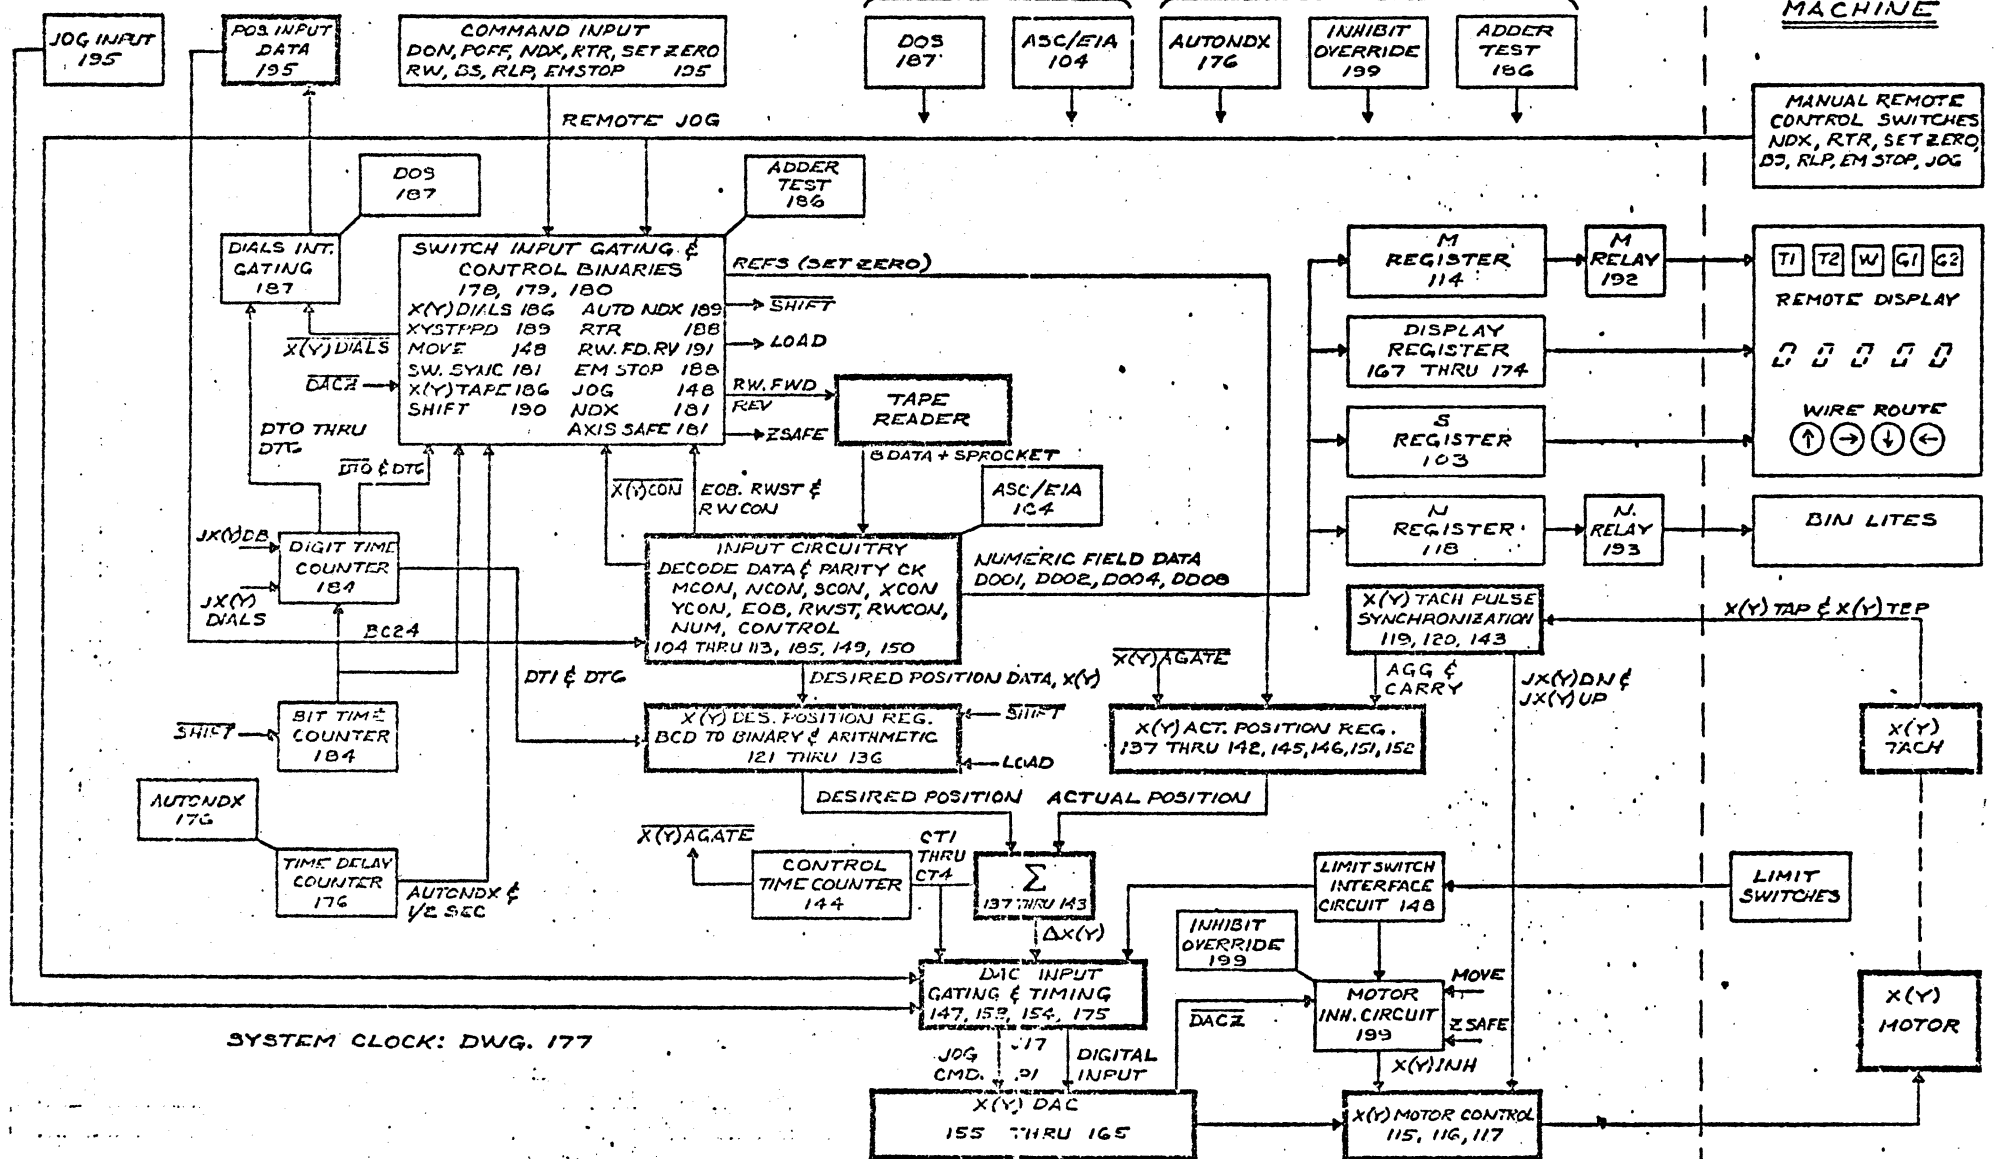 MACHINE
JOG INPUT
195
POS. INPUT
DATA
195
COMMAND INPUT
DON, POFF, NDX, RTR, SET ZERO
RW, BS, RLP, EMSTOP 195
DOS
187
ASC/EIA
104
AUTONDX
176
INHIBIT
OVERRIDE
199
ADDER
TEST
186
MANUAL REMOTE
CONTROL SWITCHES
NDX, RTR, SET ZERO,
BS, RLP, EM STOP, JOG
REMOTE JOG
DOS
187
ADDER
TEST
186
DIALS INT.
GATING
187
SWITCH INPUT GATING &
CONTROL BINARIES
178, 179, 180
X(Y) DIALS 186 AUTO NDX 189
XYSTPPD 189 RTR 188
MOVE 148 RW. FD. RV 191
SW. SYNC 181 EM STOP 188
X(Y) TAPE 186 JOG 148
SHIFT 190 NDX 181
AXIS SAFE 181
REFS (SET ZERO)
SHIFT
LOAD
RW. FWD
REV
ZSAFE
X(Y) DIALS
DACZ
DTO THRU
DT6
DTO & DT6
TAPE
READER
8 DATA + SPROCKET
M
REGISTER
114
M
RELAY
192
DISPLAY
REGISTER
167 THRU 174
S
REGISTER
103
N
REGISTER
118
N.
RELAY
193
T1 T2 W G1 G2
REMOTE DISPLAY
0 0 0 0 0
WIRE ROUTE
↑ → ↓ ←
BIN LITES
X(Y)CON
EOB. RWST &
RWCON
ASC/EIA
104
JX(Y)DB
JX(Y)
DIALS
DIGIT TIME
COUNTER
184
BC24
INPUT CIRCUITRY
DECODE DATA & PARITY CK
MCON, NCON, SCON, XCON
YCON, EOB, RWST, RWCON,
NUM, CONTROL
104 THRU 113, 185, 149, 150
NUMERIC FIELD DATA
D001, D002, D004, D008
X(Y) TACH PULSE
SYNCHRONIZATION
119, 120, 143
X(Y) TAP & X(Y) TEP
DT1 & DT6
DESIRED POSITION DATA, X(Y)
X(Y)AGATE
AGG &
CARRY
JX(Y)DN &
JX(Y)UP
SHIFT
BIT TIME
COUNTER
184
X(Y) DES. POSITION REG.
BCD TO BINARY & ARITHMETIC
121 THRU 136
SHIFT
LOAD
X(Y) ACT. POSITION REG.
137 THRU 142, 145, 146, 151, 152
X(Y)
TACH
AUTONDX
176
TIME DELAY
COUNTER
176
AUTONDX &
1/2 SEC
DESIRED POSITION
ACTUAL POSITION
X(Y)AGATE
CONTROL
TIME COUNTER
144
CT1
THRU
CT4
Σ
137 THRU 143
ΔX(Y)
LIMIT SWITCH
INTERFACE
CIRCUIT 148
LIMIT
SWITCHES
INHIBIT
OVERRIDE
199
DAC INPUT
GATING & TIMING
147, 153, 154, 175
MOTOR
INH. CIRCUIT
199
MOVE
ZSAFE
DACZ
X(Y)INH
X(Y)
MOTOR
SYSTEM CLOCK: DWG. 177
JOG
CMD.
J17
DIGITAL
INPUT
X(Y) DAC
155 THRU 165
X(Y) MOTOR CONTROL
115, 116, 117